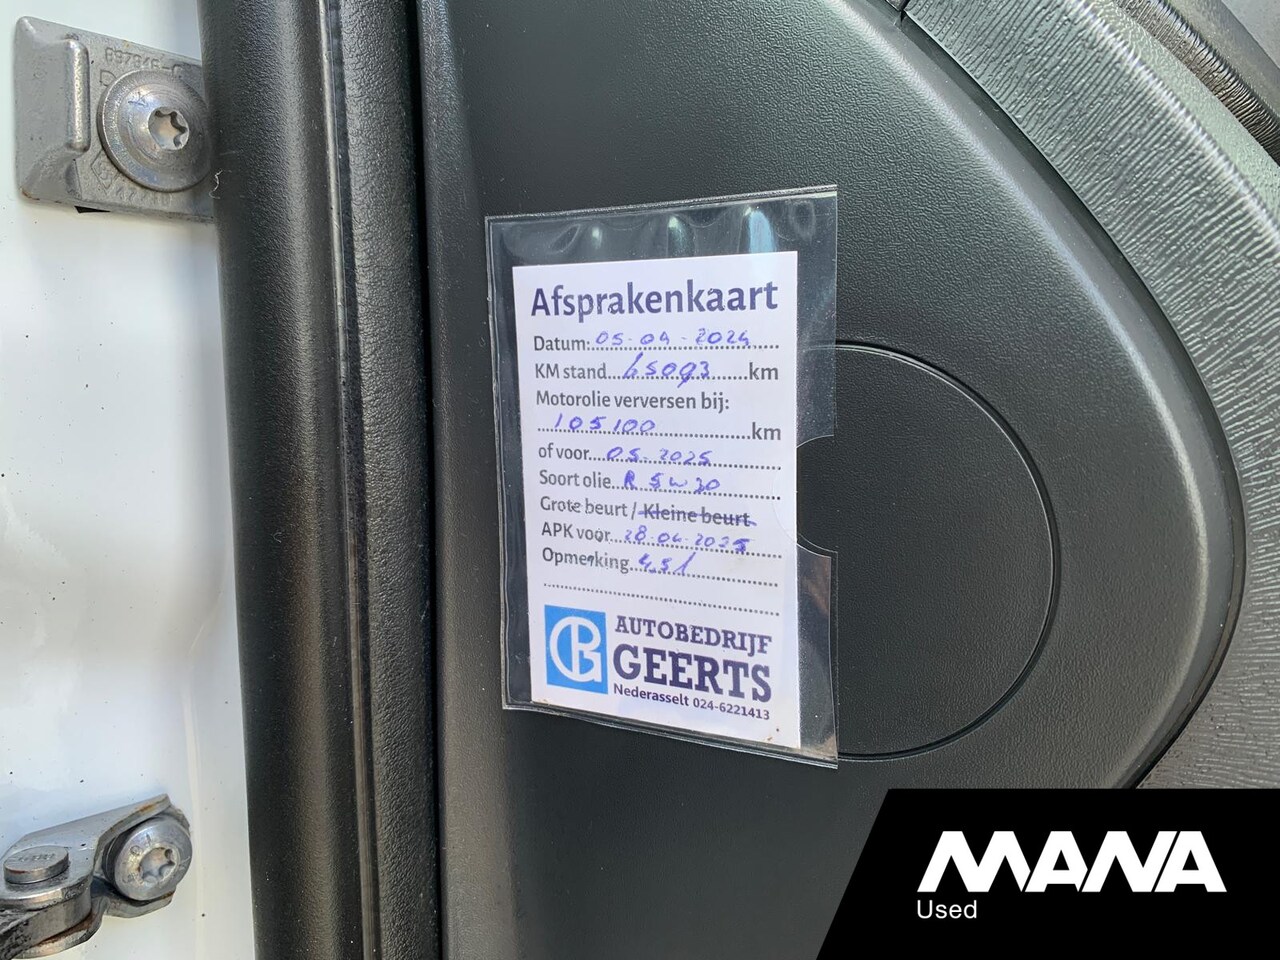 Afsprakenkaart
Datum: 05-04-2024
KM stand 65093 km
Motorolie verversen bij:
105100 km
of voor 05-2025
Soort olie R 5W30
Grote beurt / Kleine beurt
APK voor 28-04-2025
Opmerking 4,5l
AUTOBEDRIJF
GEERTS
Nederasselt 024-6221413
MANA
Used